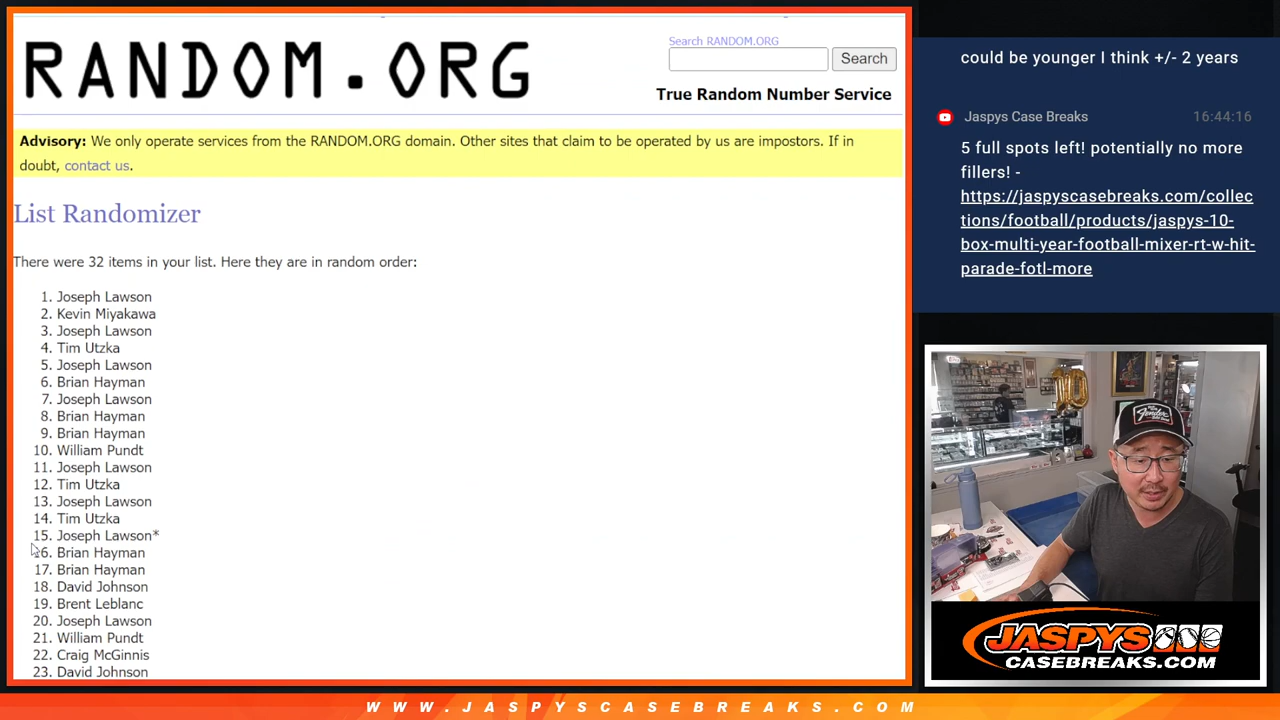 RANDOM.ORG
Search RANDOM.ORG
Search
True Random Number Service
Advisory: We only operate services from the RANDOM.ORG domain. Other sites that claim to be operated by us are impostors. If in
doubt, contact us.
List Randomizer
There were 32 items in your list. Here they are in random order:
1. Joseph Lawson
2. Kevin Miyakawa
3. Joseph Lawson
4. Tim Utzka
5. Joseph Lawson
6. Brian Hayman
7. Joseph Lawson
8. Brian Hayman
9. Brian Hayman
10. William Pundt
11. Joseph Lawson
12. Tim Utzka
13. Joseph Lawson
14. Tim Utzka
15. Joseph Lawson*
16. Brian Hayman
17. Brian Hayman
18. David Johnson
19. Brent Leblanc
20. Joseph Lawson
21. William Pundt
22. Craig McGinnis
23. David Johnson
could be younger I think +/- 2 years
Jaspys Case Breaks 16:44:16
5 full spots left! potentially no more
fillers! -
https://jaspyscasebreaks.com/collec
tions/football/products/jaspys-10-
box-multi-year-football-mixer-rt-w-hit-
parade-fotl-more
10
Fender
JASPYS
CASEBREAKS.COM
WWW.JASPYSCASEBREAKS.COM